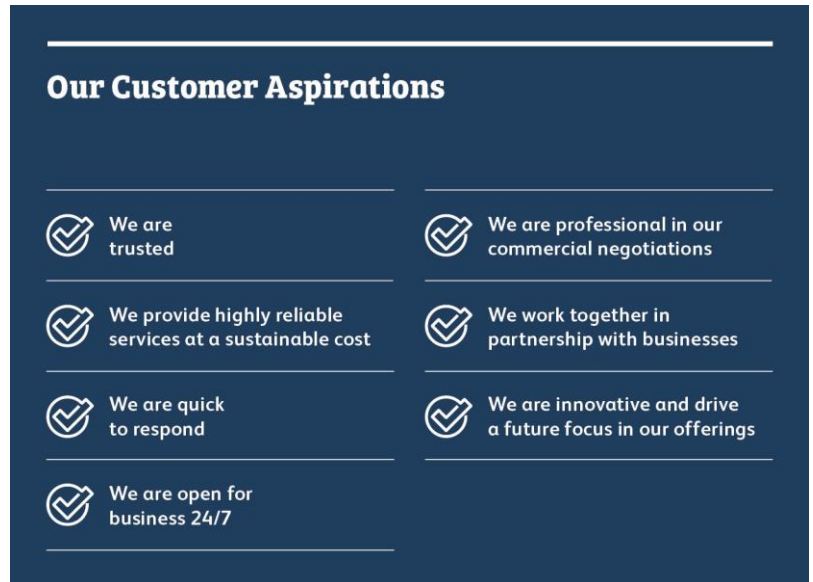 Our Customer Aspirations
We are
trusted
We provide highly reliable
services at a sustainable cost
We are quick
to respond
We are open for
business 24/7
We are professional in our
commercial negotiations
We work together in
partnership with businesses
We are innovative and drive
a future focus in our offerings